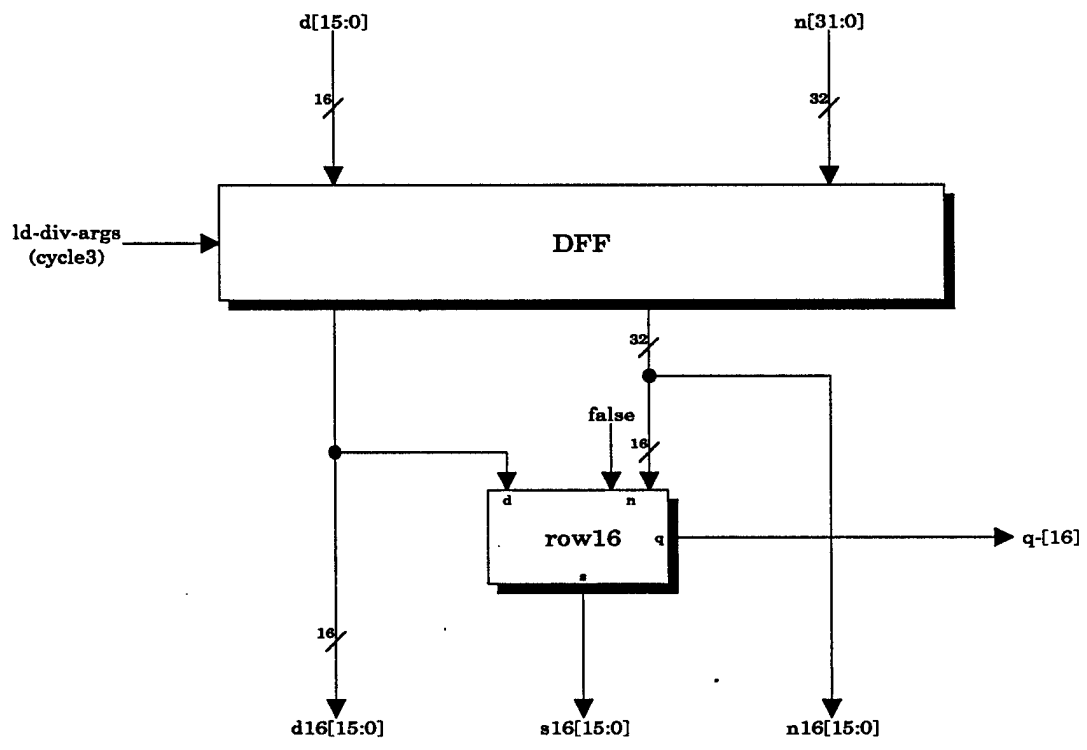 d[15:0]
n[31:0]
16
32
ld-div-args
(cycle3)
DFF
32
false
16
d
n
row16
q
q-[16]
s
16
d16[15:0]
s16[15:0]
n16[15:0]